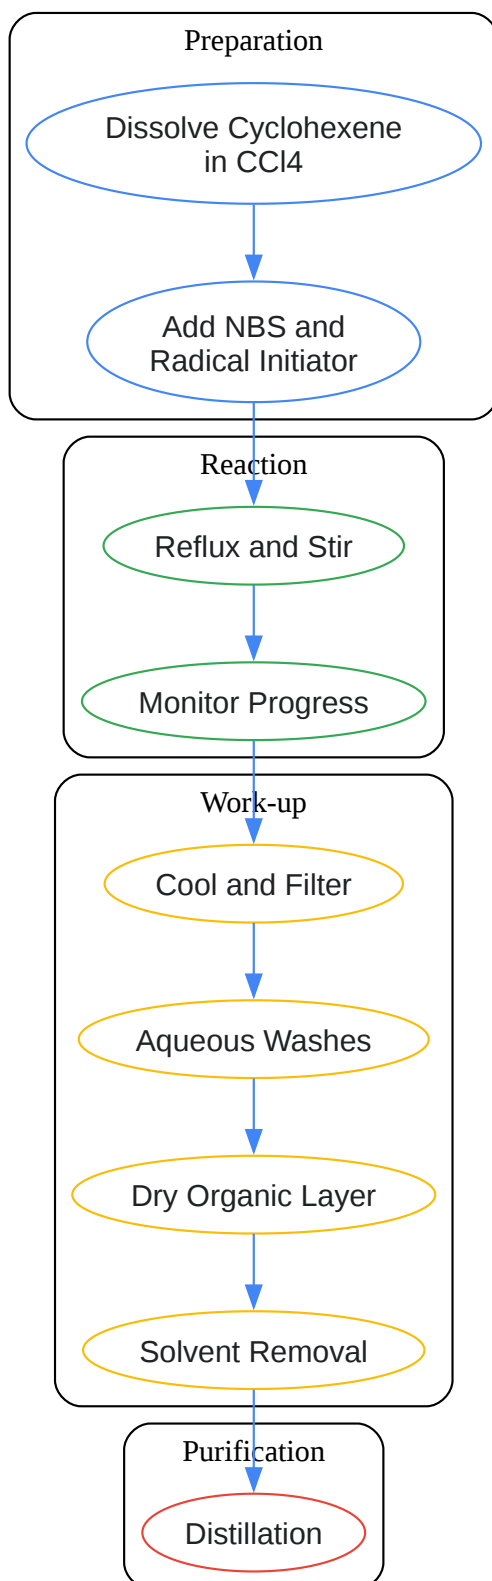 Preparation
Dissolve Cyclohexene
in CCl4
Add NBS and
Radical Initiator
Reaction
Reflux and Stir
Monitor Progress
Work-up
Cool and Filter
Aqueous Washes
Dry Organic Layer
Solvent Removal
Purification
Distillation